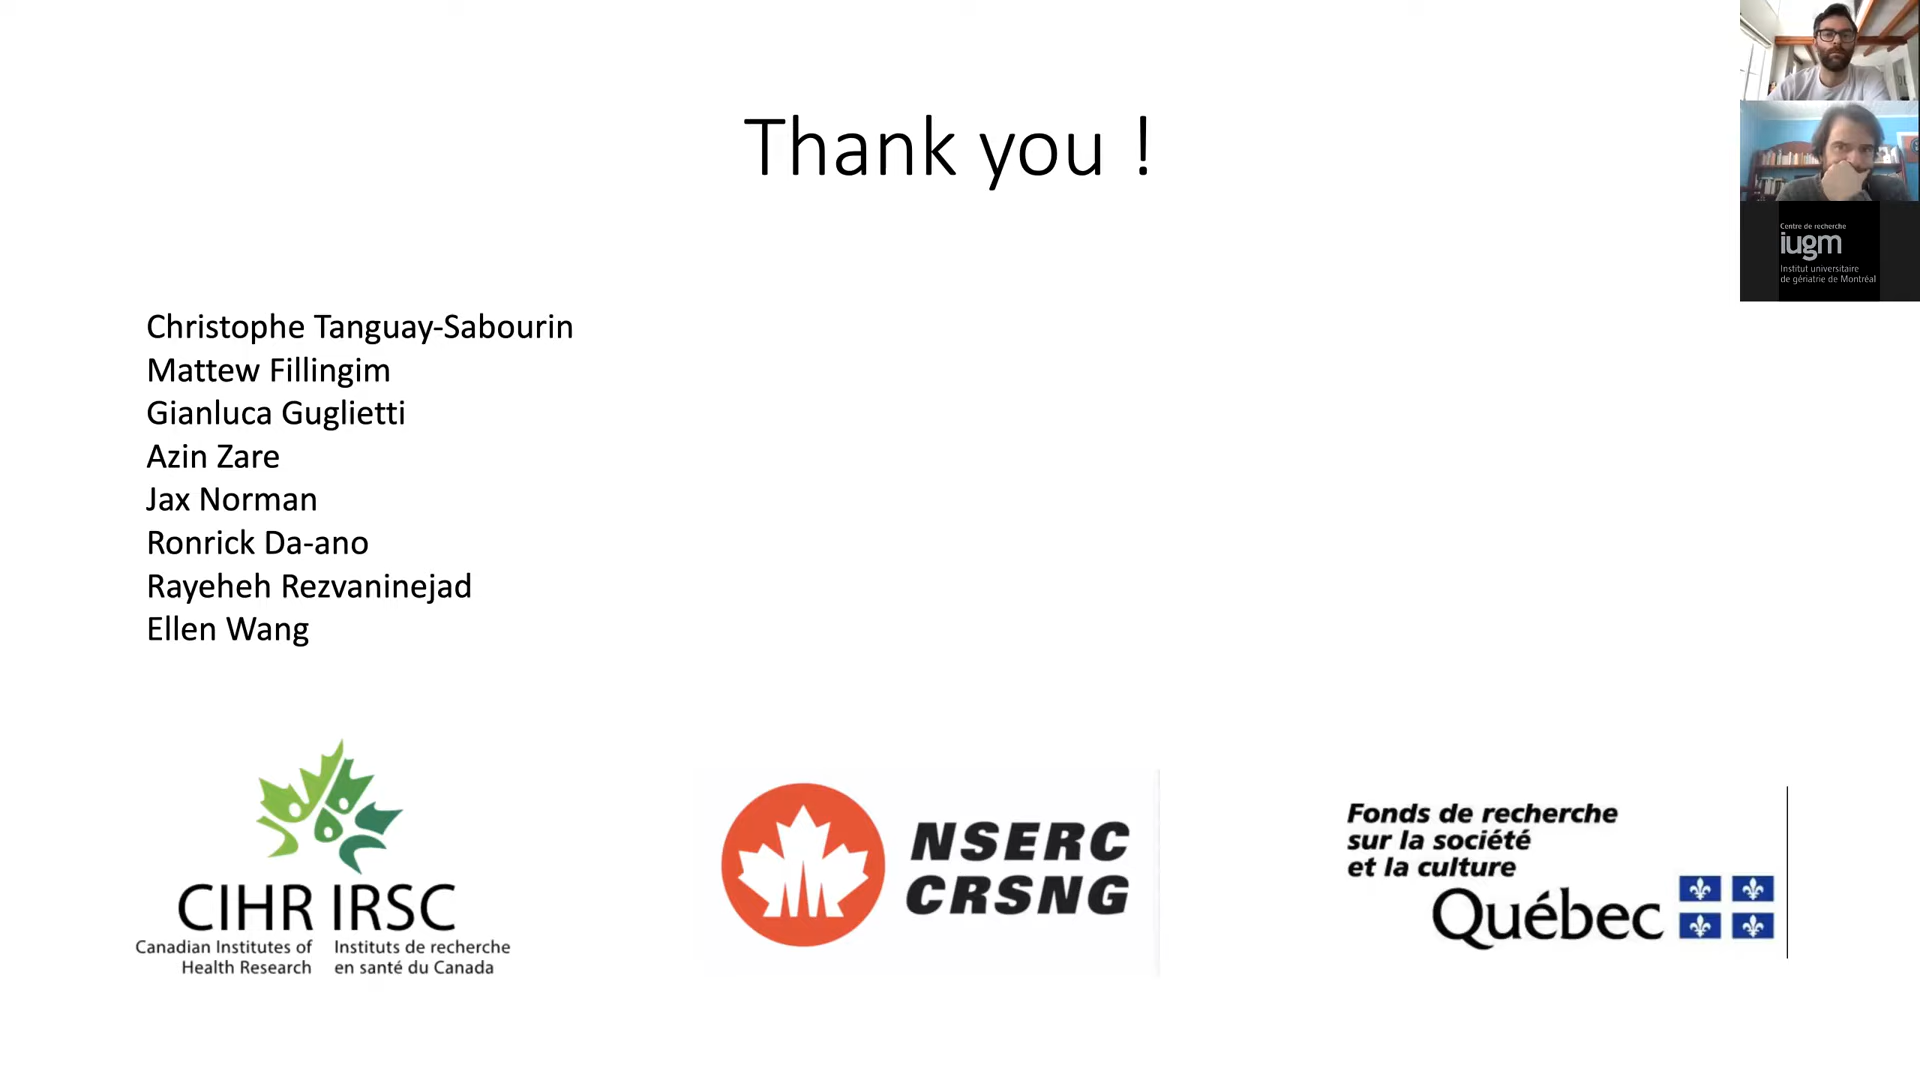 Thank you !
Centre de recherche
iugm
Institut universitaire
de gériatrie de Montréal
Christophe Tanguay-Sabourin
Mattew Fillingim
Gianluca Guglietti
Azin Zare
Jax Norman
Ronrick Da-ano
Rayeheh Rezvaninejad
Ellen Wang
CIHR IRSC
Canadian Institutes of Health Research
Instituts de recherche en santé du Canada
NSERC
CRSNG
Fonds de recherche
sur la société
et la culture
Québec